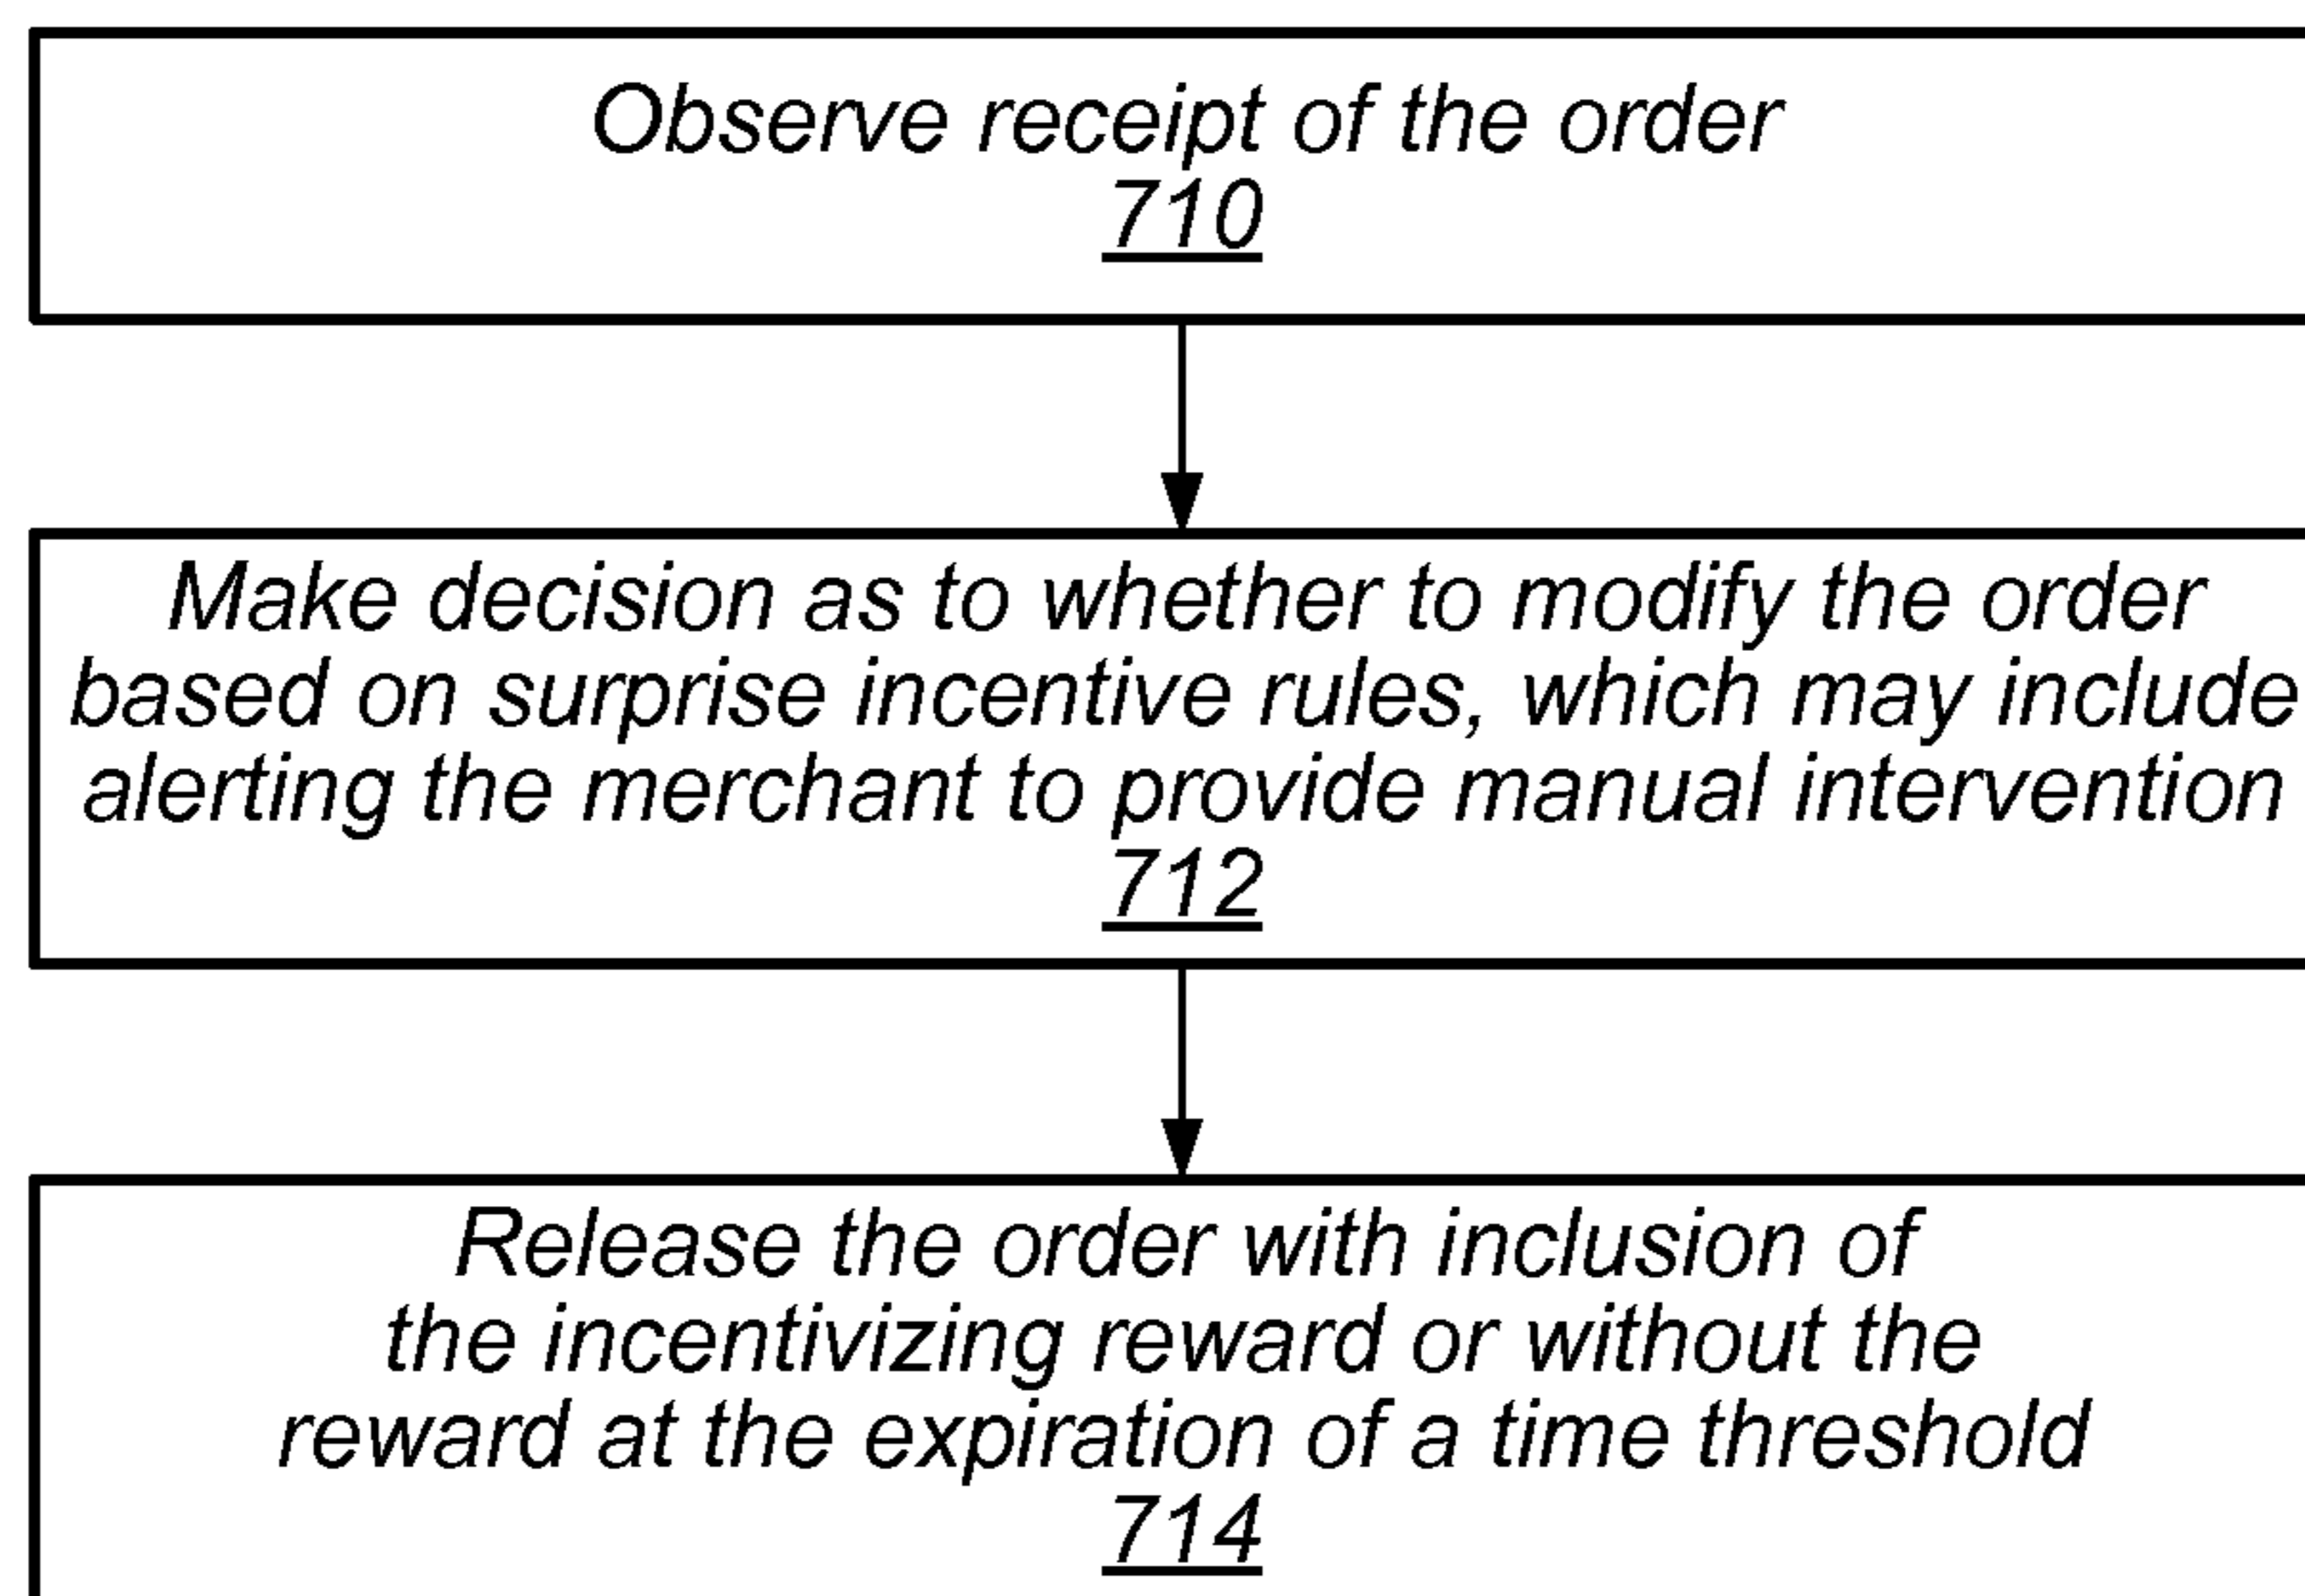 Observe receipt of the order
710
Make decision as to whether to modify the order
based on surprise incentive rules, which may include
alerting the merchant to provide manual intervention
712
Release the order with inclusion of
the incentivizing reward or without the
reward at the expiration of a time threshold
714